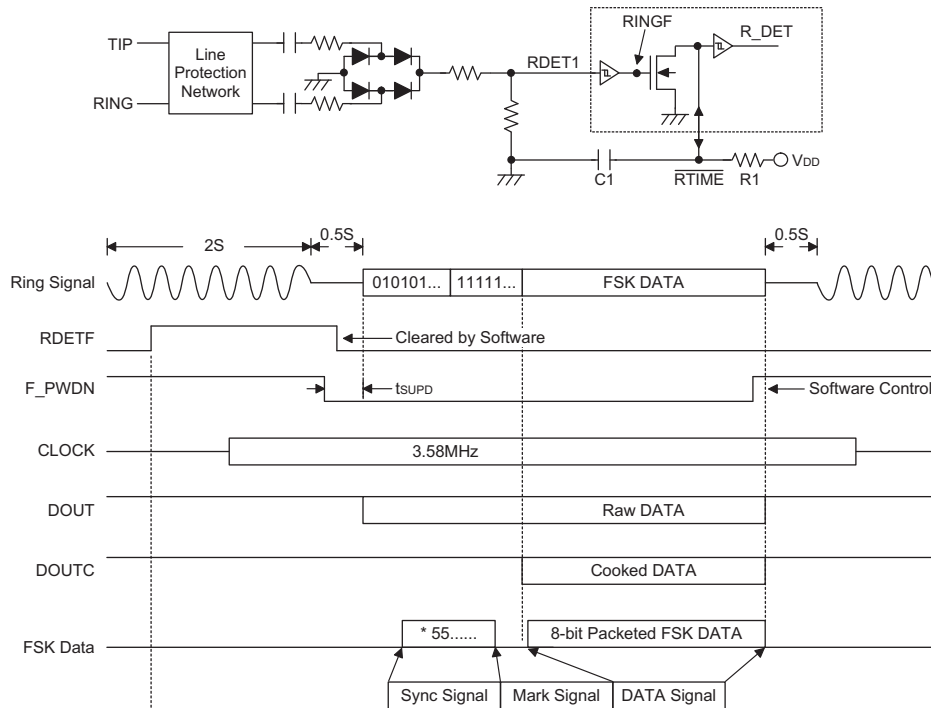 RINGF
R_DET
TIP
Line
Protection
Network
RDET1
RING
VDD
C1
RTIME
R1
2S
0.5S
0.5S
Ring Signal
010101...
11111...
FSK DATA
RDETF
Cleared by Software
F_PWDN
tSUPD
Software Control
CLOCK
3.58MHz
DOUT
Raw DATA
DOUTC
Cooked DATA
FSK Data
* 55......
8-bit Packeted FSK DATA
Sync Signal
Mark Signal
DATA Signal